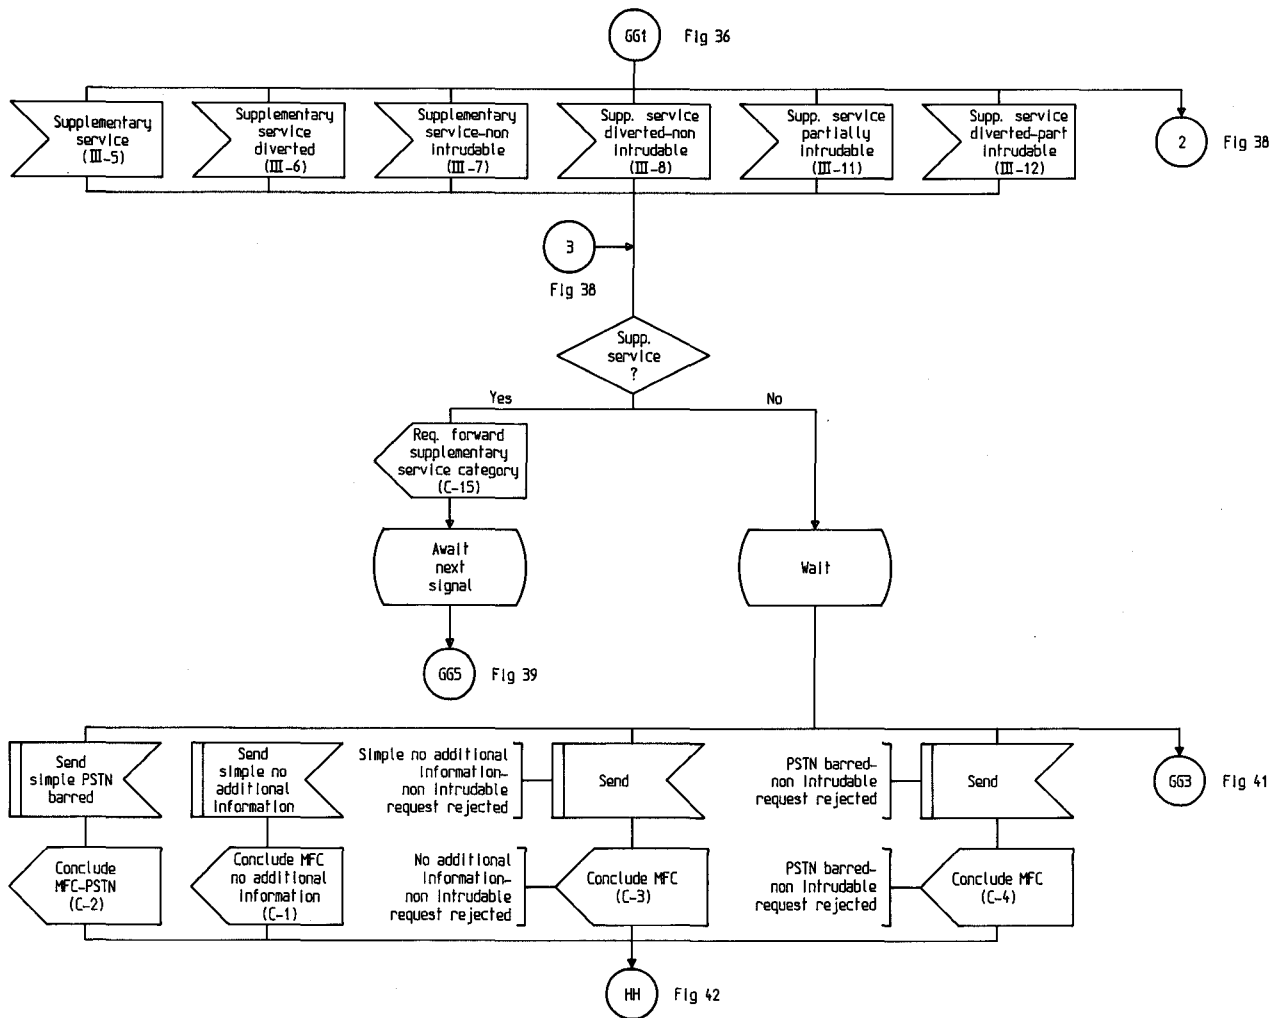 GG1 Fig 36
Supplementary
service
(III-5)
Supplementary
service
diverted
(III-6)
Supplementary
service-non
intrudable
(III-7)
Supp. service
diverted-non
intrudable
(III-8)
Supp. service
partially
intrudable
(III-11)
Supp. service
diverted-part
intrudable
(III-12)
2 Fig 38
3
Fig 38
Supp.
service
?
Yes
No
Req. forward
supplementary
service category
(C-15)
Await
next
signal
Wait
GG5 Fig 39
Send
simple PSTN
barred
Send
simple no
additional
information
Simple no additional
information-
non intrudable
request rejected
Send
PSTN barred-
non intrudable
request rejected
Send
GG3 Fig 41
Conclude
MFC-PSTN
(C-2)
Conclude MFC
no additional
information
(C-1)
No additional
information-
non intrudable
request rejected
Conclude MFC
(C-3)
PSTN barred-
non intrudable
request rejected
Conclude MFC
(C-4)
HH Fig 42